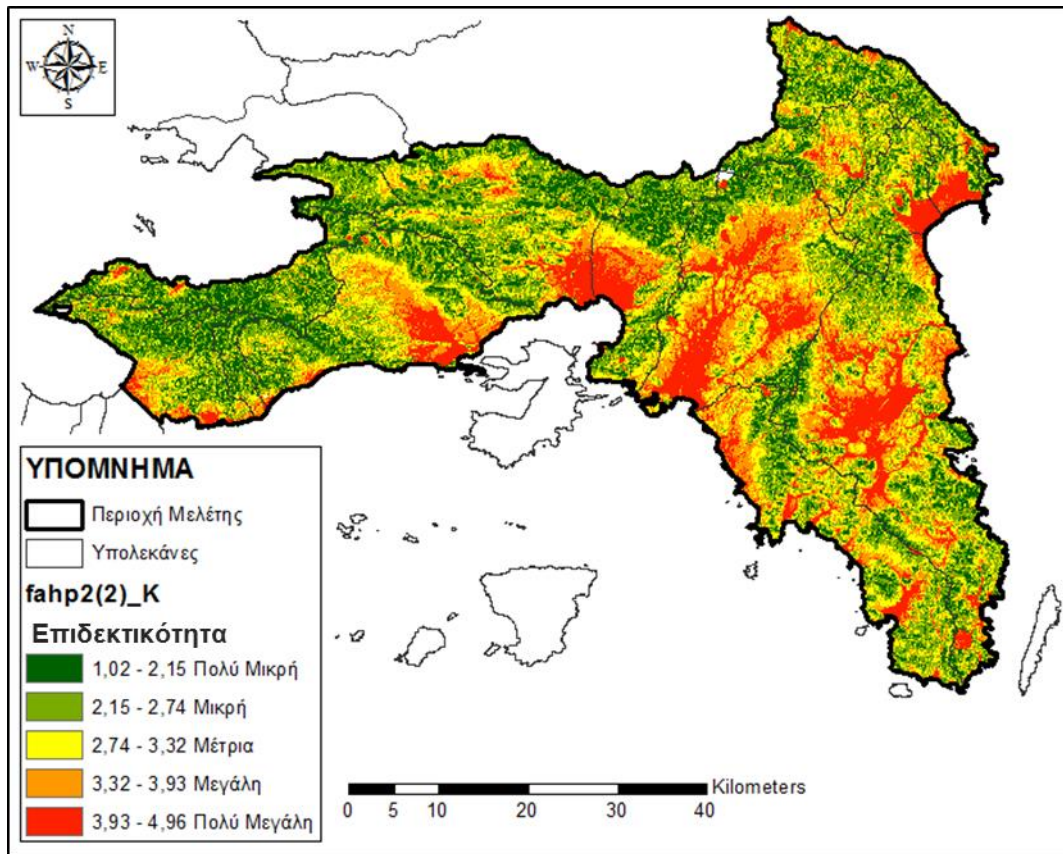 N
W E
S
ΥΠΟΜΝΗΜΑ
Περιοχή Μελέτης
Υπολεκάνες
fahp2(2)_K
Επιδεκτικότητα
1,02 - 2,15 Πολύ Μικρή
2,15 - 2,74 Μικρή
2,74 - 3,32 Μέτρια
3,32 - 3,93 Μεγάλη
3,93 - 4,96 Πολύ Μεγάλη
Kilometers
0 5 10 20 30 40